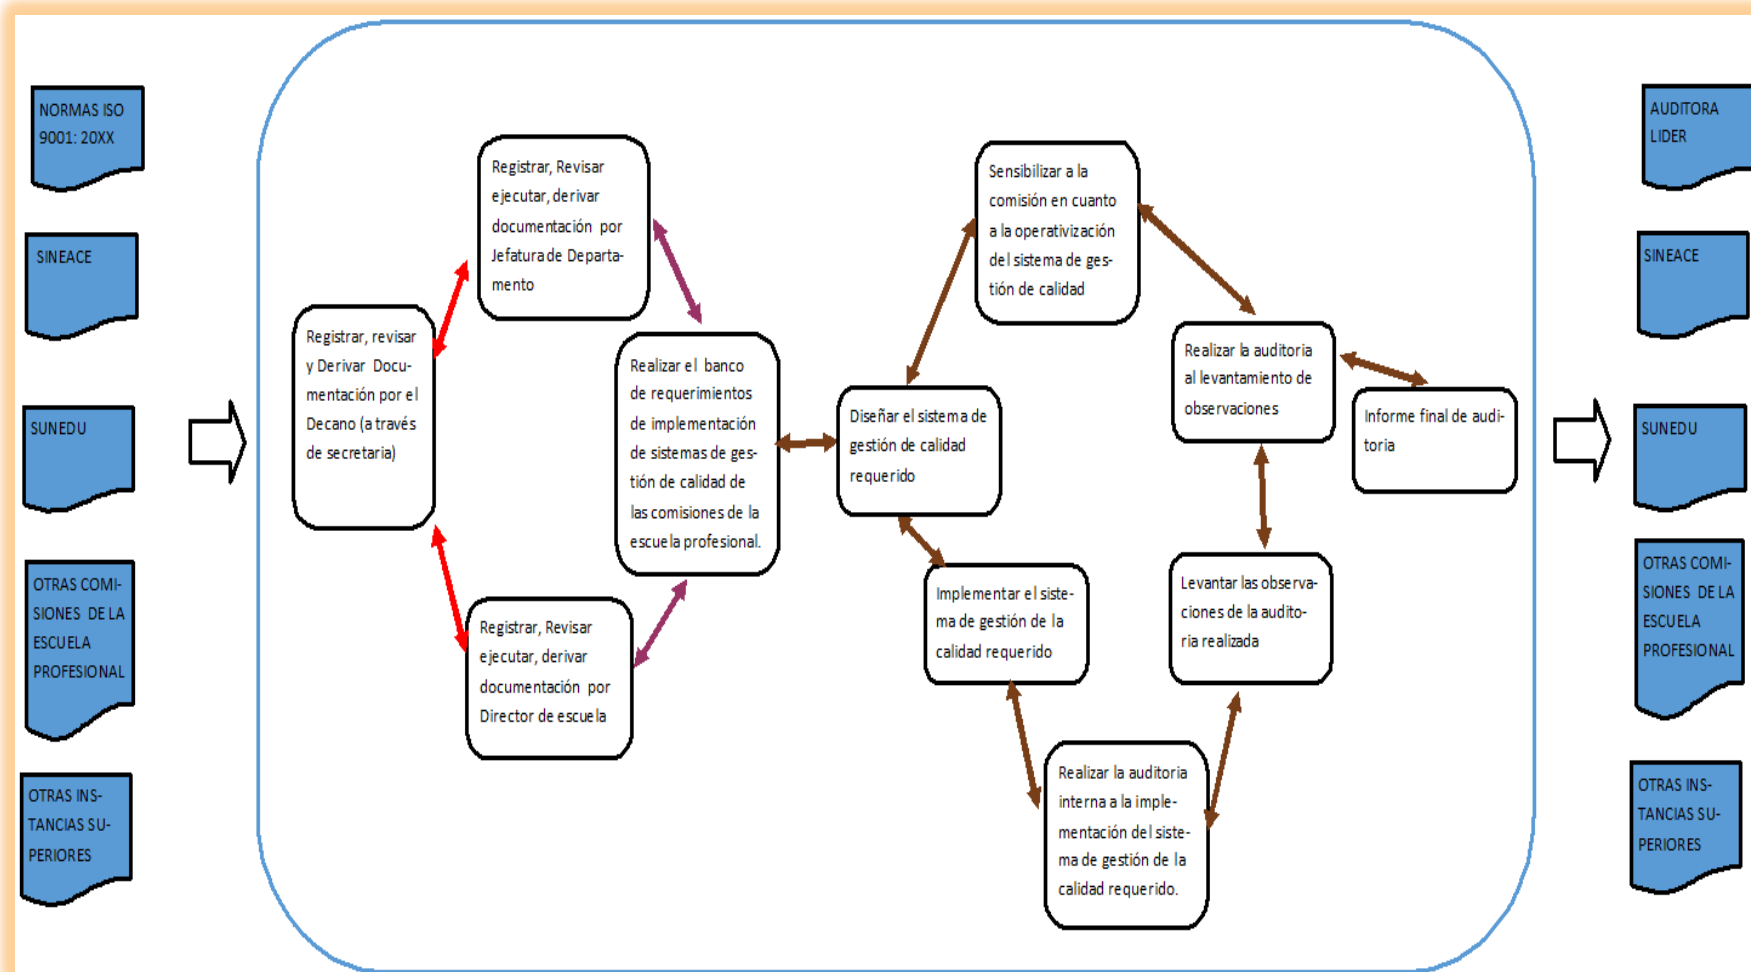 NORMAS ISO
9001: 20XX
SINEACE
SUNEDU
OTRAS COMI-
SIONES DE LA
ESCUELA
PROFESIONAL
OTRAS INS-
TANCIAS SU-
PERIORES
Registrar, revisar
y Derivar Docu-
mentación por el
Decano (a través
de secretaria)
Registrar, Revisar
ejecutar, derivar
documentación por
Jefatura de Departa-
mento
Registrar, Revisar
ejecutar, derivar
documentación por
Director de escuela
Realizar el banco
de requerimientos
de implementación
de sistemas de ges-
tión de calidad de
las comisiones de la
escuela profesional.
Diseñar el sistema de
gestión de calidad
requerido
Sensibilizar a la
comisión en cuanto
a la operativización
del sistema de ges-
tión de calidad
Implementar el siste-
ma de gestión de la
calidad requerido
Realizar la auditoria
interna a la imple-
mentación del siste-
ma de gestión de la
calidad requerido.
Levantar las observa-
ciones de la audito-
ria realizada
Realizar la auditoria
al levantamiento de
observaciones
Informe final de audi-
toria
AUDITORA
LIDER
SINEACE
SUNEDU
OTRAS COMI-
SIONES DE LA
ESCUELA
PROFESIONAL
OTRAS INS-
TANCIAS SU-
PERIORES